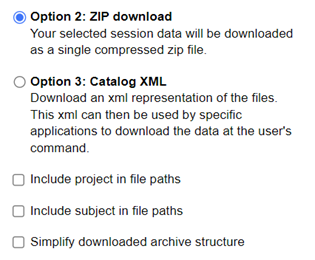 Option 2: ZIP download
Your selected session data will be downloaded
as a single compressed zip file.
Option 3: Catalog XML
Download an xml representation of the files.
This xml can then be used by specific
applications to download the data at the user's
command.
Include project in file paths
Include subject in file paths
Simplify downloaded archive structure